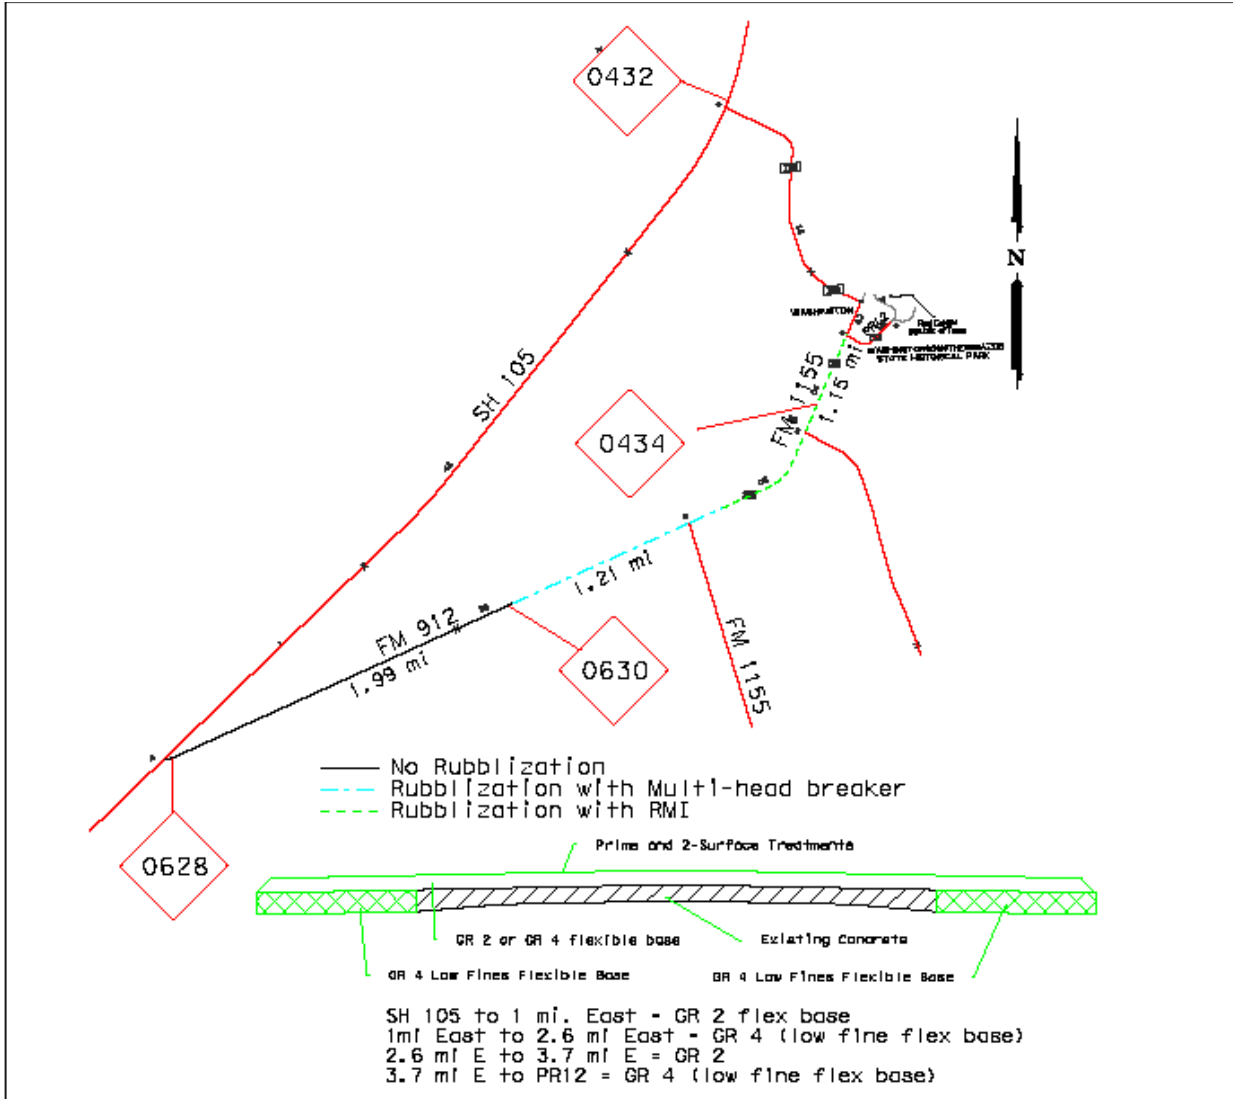 0432
N
SH 105
FM 1155
1.15 mi
STATE HISTORICAL PARK
0434
1.21 mi
FM 912
1.99 mi
0630
FM 1155
0628
No Rubblization
Rubblization with Multi-head breaker
Rubblization with RMI
Prime and 2-Surface Treatments
GR 2 or GR 4 flexible base
Existing Concrete
GR 4 Low Fines Flexible Base
GR 4 Low Fines Flexible Base
SH 105 to 1 mi. East - GR 2 flex base
1mi East to 2.6 mi East - GR 4 (low fine flex base)
2.6 mi E to 3.7 mi E = GR 2
3.7 mi E to PR12 = GR 4 (low fine flex base)